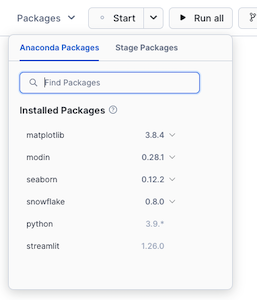 Packages Start Run all
Anaconda Packages Stage Packages
Find Packages
Installed Packages
matplotlib 3.8.4
modin 0.28.1
seaborn 0.12.2
snowflake 0.8.0
python 3.9.*
streamlit 1.26.0